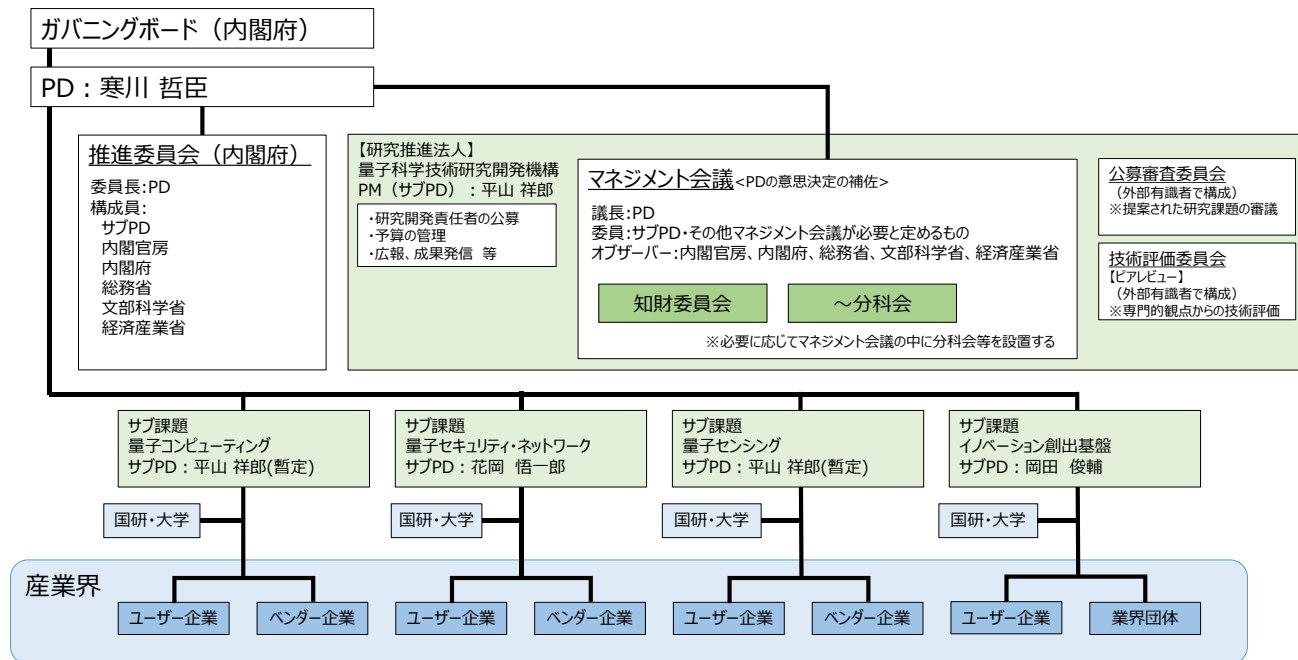 ガバニングボード（内閣府）
PD：寒川 哲臣
推進委員会（内閣府）
委員長:PD
構成員:
サブPD
内閣官房
内閣府
総務省
文部科学省
経済産業省
【研究推進法人】
量子科学技術研究開発機構
PM（サブPD）：平山 祥郎
・研究開発責任者の公募
・予算の管理
・広報、成果発信 等
マネジメント会議<PDの意思決定の補佐>
議長:PD
委員:サブPD・その他マネジメント会議が必要と定めるもの
オブザーバー:内閣官房、内閣府、総務省、文部科学省、経済産業省
知財委員会
～分科会
※必要に応じてマネジメント会議の中に分科会等を設置する
公募審査委員会
（外部有識者で構成）
※提案された研究課題の審議
技術評価委員会
【ピアレビュー】
（外部有識者で構成）
※専門的観点からの技術評価
サブ課題
量子コンピューティング
サブPD：平山 祥郎(暫定)
サブ課題
量子セキュリティ・ネットワーク
サブPD：花岡 悟一郎
サブ課題
量子センシング
サブPD：平山 祥郎(暫定)
サブ課題
イノベーション創出基盤
サブPD：岡田 俊輔
国研・大学
国研・大学
国研・大学
国研・大学
産業界
ユーザー企業
ベンダー企業
ユーザー企業
ベンダー企業
ユーザー企業
ベンダー企業
ユーザー企業
業界団体